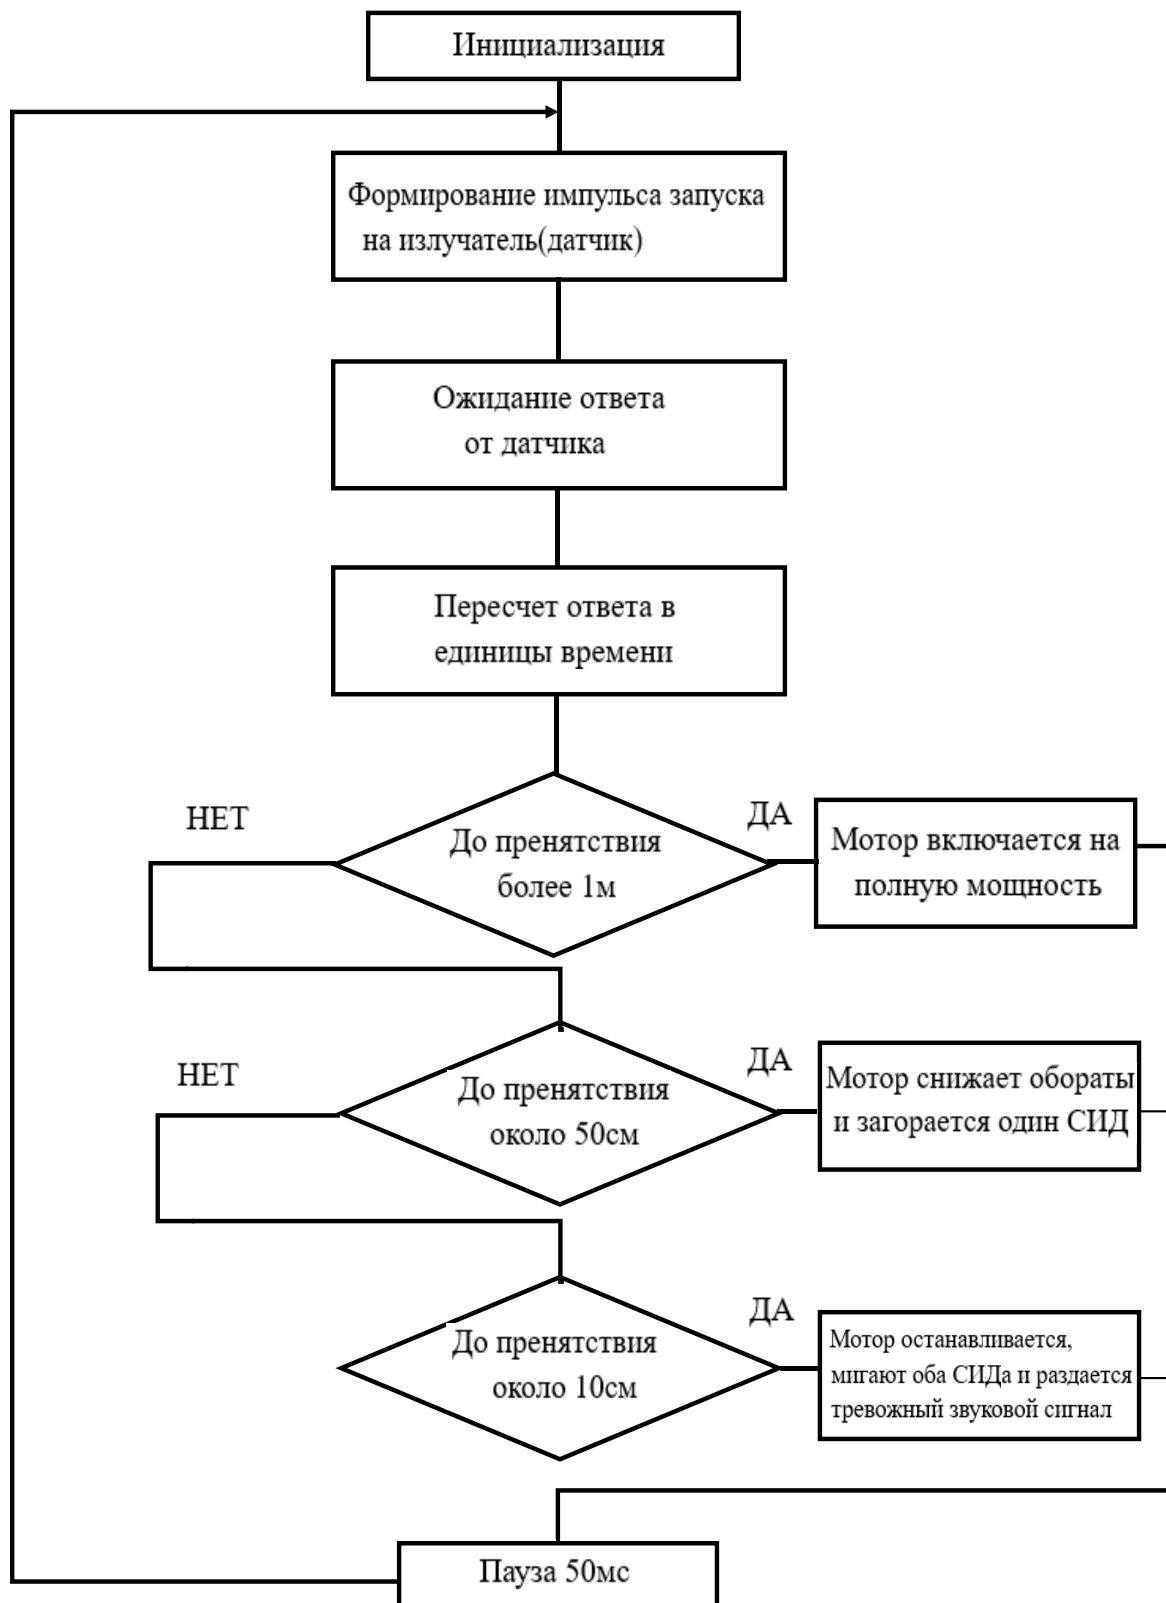 Инициализация
Формирование импульса запуска
на излучатель(датчик)
Ожидание ответа
от датчика
Пересчет ответа в
единицы времени
НЕТ
До пренятствия
более 1м
ДА
Мотор включается на
полную мощность
НЕТ
До пренятствия
около 50см
ДА
Мотор снижает обораты
и загорается один СИД
До пренятствия
около 10см
ДА
Мотор останавливается,
мигают оба СИДа и раздается
тревожный звуковой сигнал
Пауза 50мс